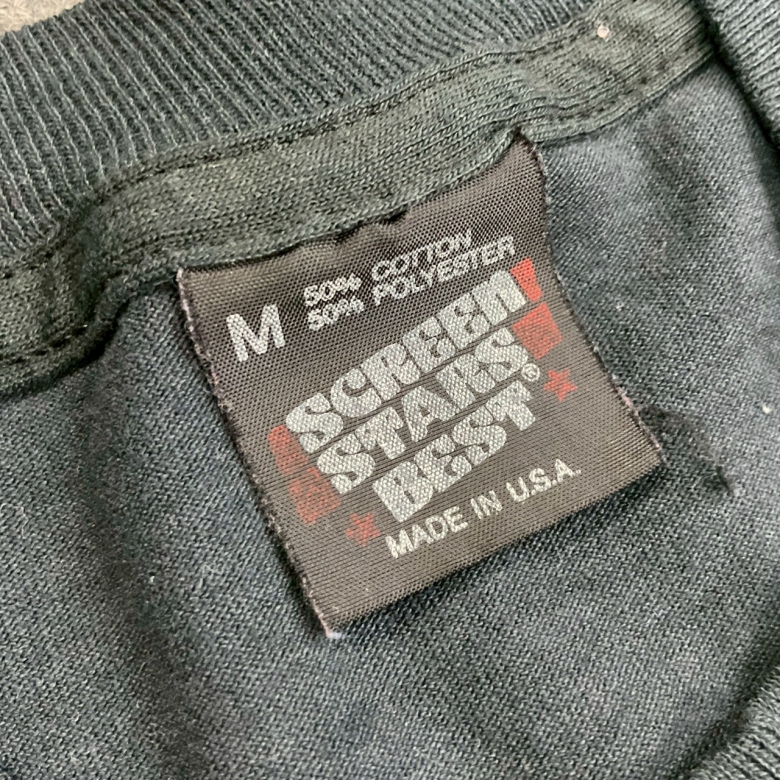 M
50% COTTON
50% POLYESTER
SCREEN
STARS
BEST®
MADE IN U.S.A.